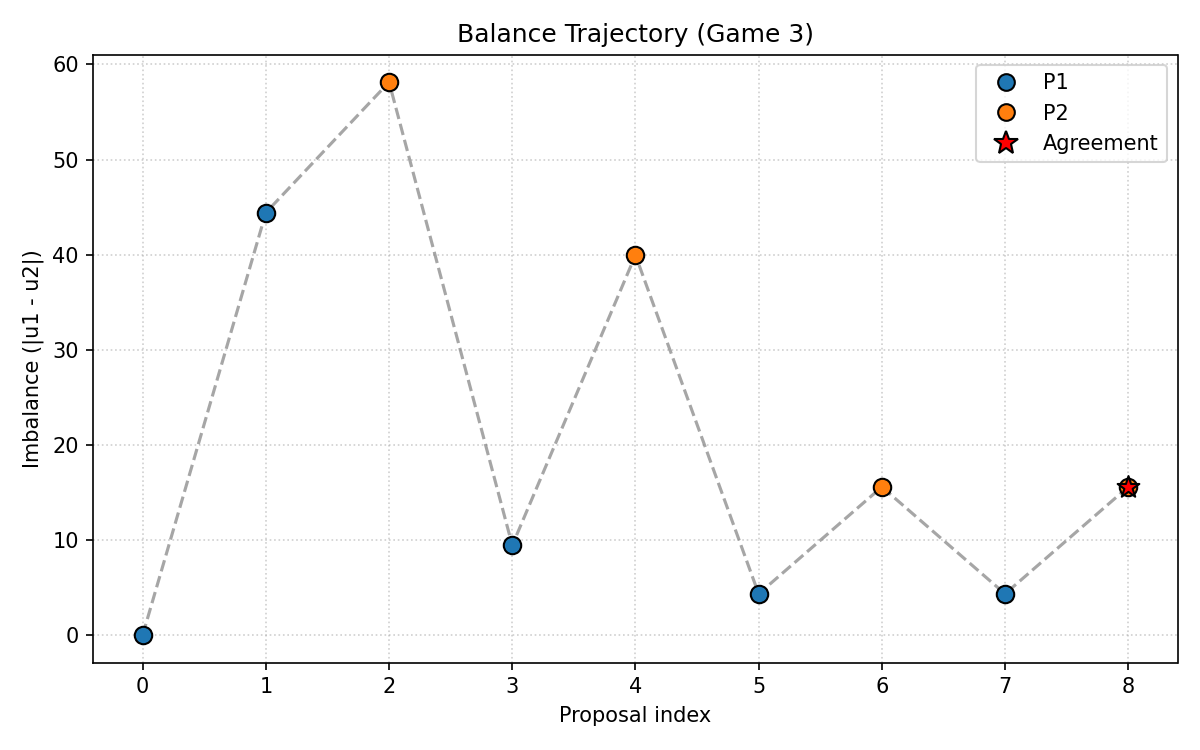 Balance Trajectory (Game 3)
P1
P2
Agreement
Imbalance (|u1 - u2|)
60
50
40
30
20
10
0
0 1 2 3 4 5 6 7 8
Proposal index